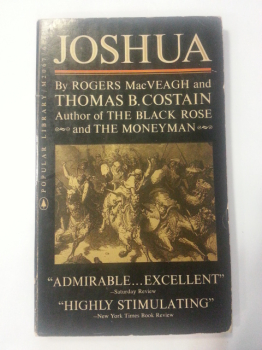 JOSHUA
By ROGERS MacVEAGH and
THOMAS B. COSTAIN
Author of THE BLACK ROSE
and THE MONEYMAN
"ADMIRABLE...EXCELLENT"
—Saturday Review
"HIGHLY STIMULATING"
—New York Times Book Review
POPULAR LIBRARY